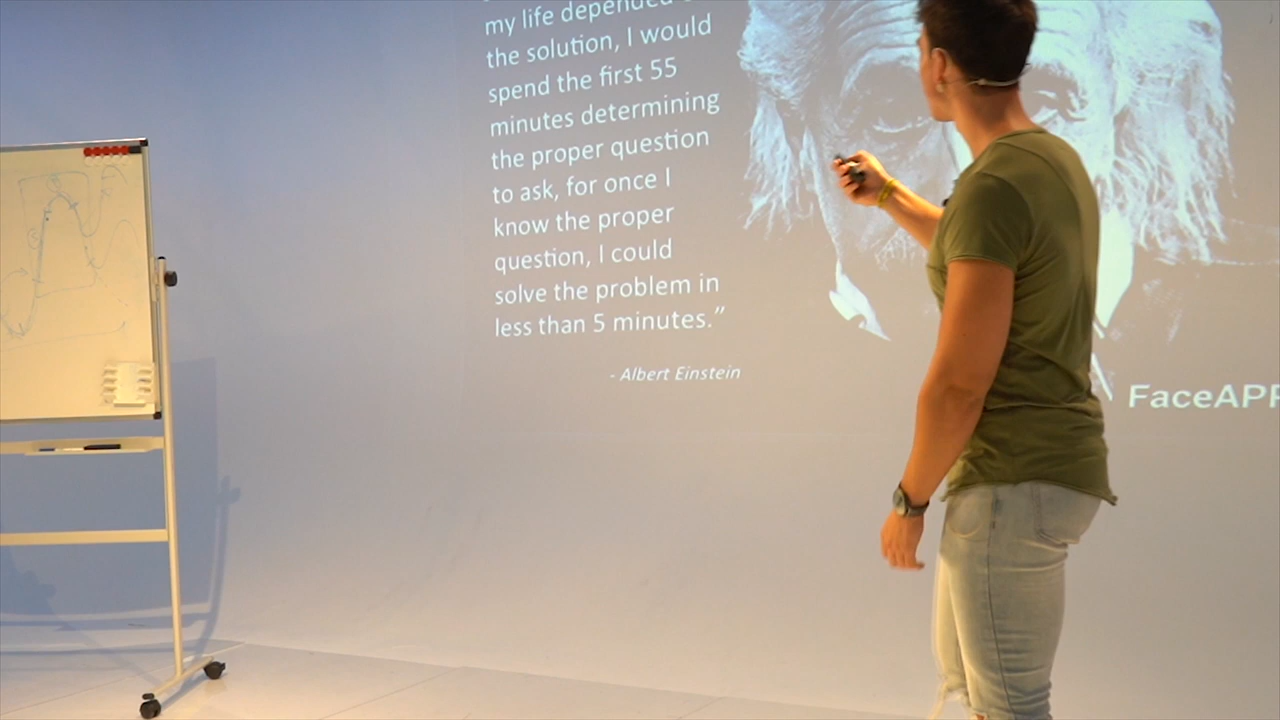 my life depended
the solution, I would
spend the first 55
minutes determining
the proper question
to ask, for once I
know the proper
question, I could
solve the problem in
less than 5 minutes.”
- Albert Einstein
FaceAPP